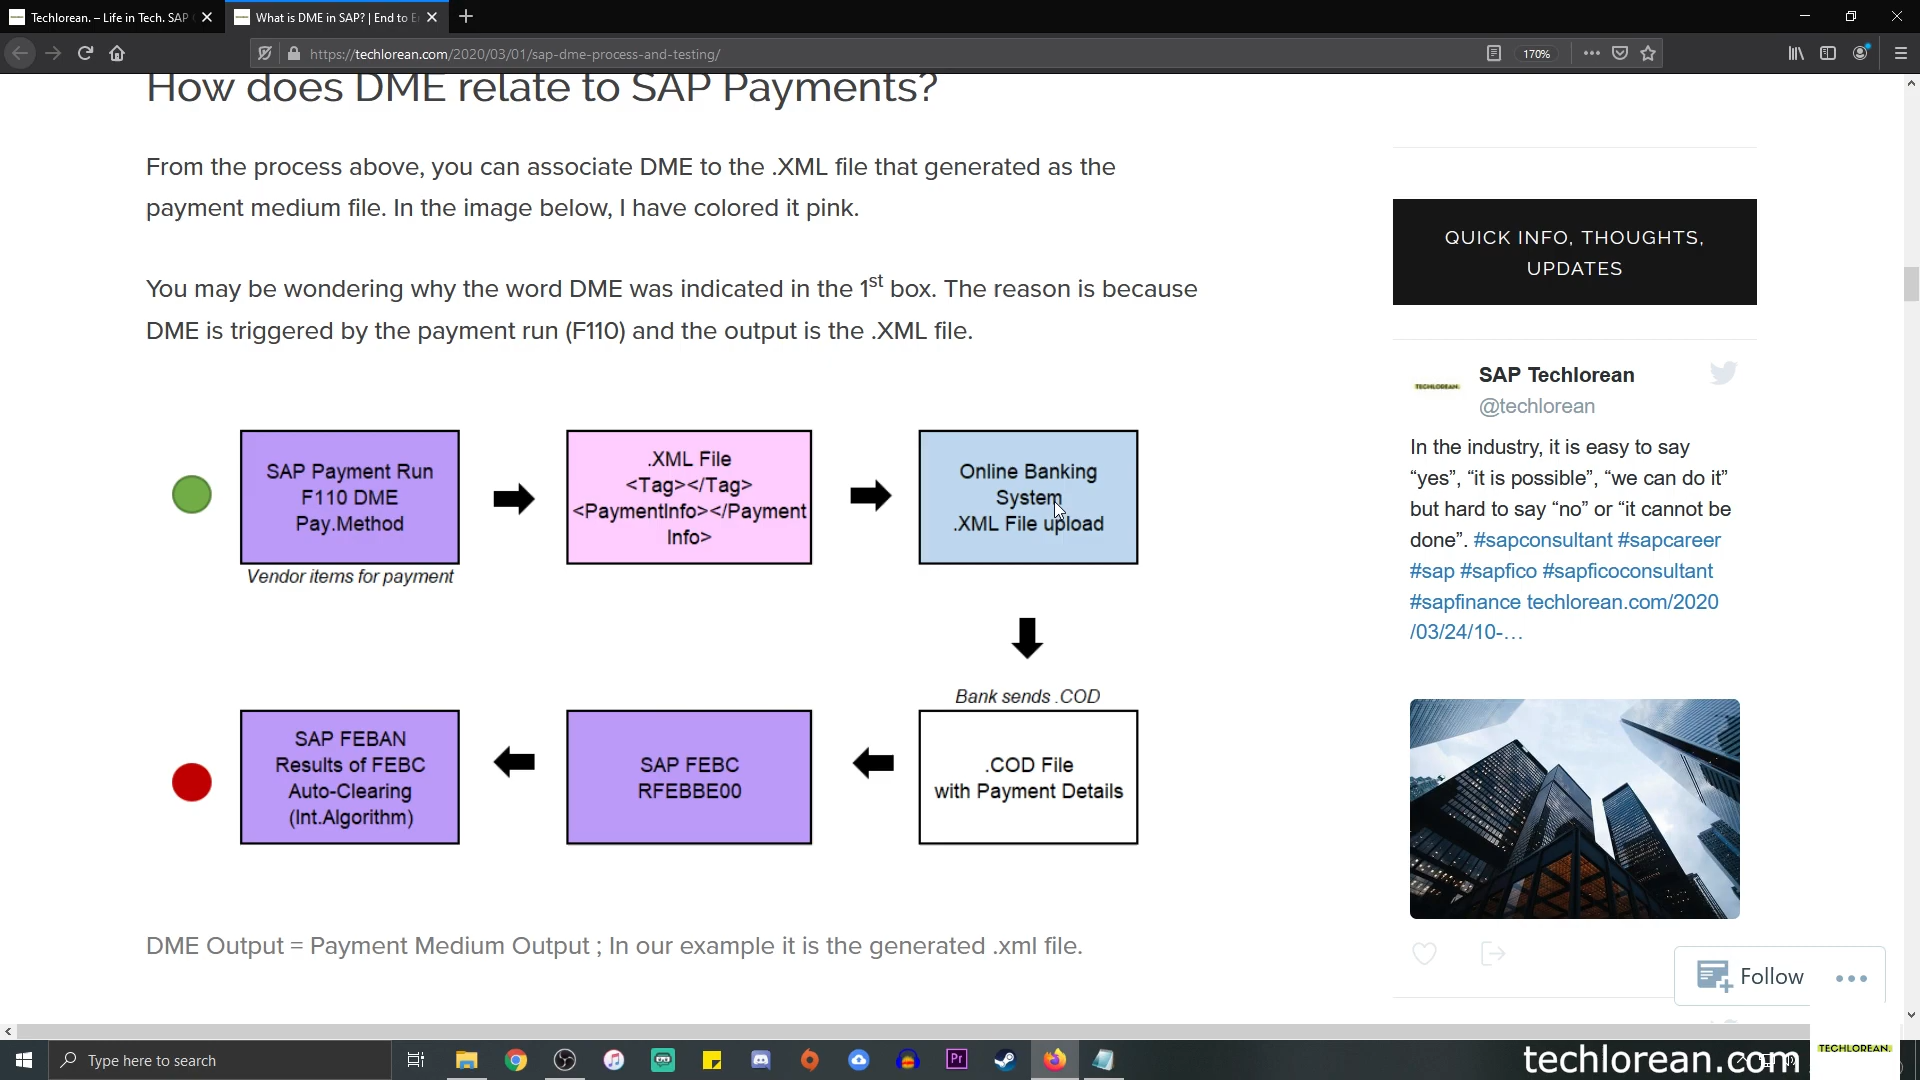 Techlorean. – Life in Tech. SAP
What is DME in SAP? | End to E
https://techlorean.com/2020/03/01/sap-dme-process-and-testing/
170%
How does DME relate to SAP Payments?
From the process above, you can associate DME to the .XML file that generated as the
payment medium file. In the image below, I have colored it pink.
You may be wondering why the word DME was indicated in the 1st box. The reason is because
DME is triggered by the payment run (F110) and the output is the .XML file.
SAP Payment Run
F110 DME
Pay.Method
Vendor items for payment
.XML File
<Tag></Tag>
<PaymentInfo></Payment
Info>
Online Banking
System
.XML File upload
Bank sends .COD
.COD File
with Payment Details
SAP FEBC
RFEBBE00
SAP FEBAN
Results of FEBC
Auto-Clearing
(Int.Algorithm)
DME Output = Payment Medium Output ; In our example it is the generated .xml file.
QUICK INFO, THOUGHTS,
UPDATES
TECHLOREAN.
SAP Techlorean
@techlorean
In the industry, it is easy to say
“yes”, “it is possible”, “we can do it”
but hard to say “no” or “it cannot be
done”. #sapconsultant #sapcareer
#sap #sapfico #sapficoconsultant
#sapfinance techlorean.com/2020
/03/24/10-…
Follow
Type here to search
Pr
techlorean.com
TECHLOREAN.